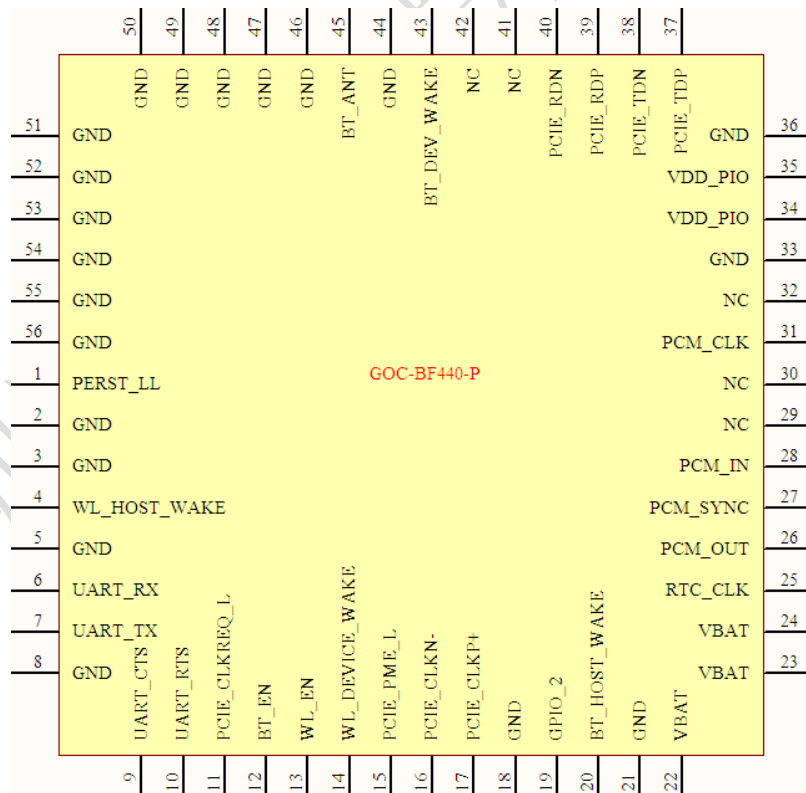 50 49 48 47 46 45 44 43 42 41 40 39 38 37
GND GND GND GND GND BT_ANT GND BT_DEV_WAKE NC NC PCIE_RDN PCIE_RDP PCIE_TDN PCIE_TDP
51 GND GND 36
52 GND VDD_PIO 35
53 GND VDD_PIO 34
54 GND GND 33
55 GND NC 32
56 GND PCM_CLK 31
GOC-BF440-P
1 PERST_LL NC 30
2 GND NC 29
3 GND PCM_IN 28
4 WL_HOST_WAKE PCM_SYNC 27
5 GND PCM_OUT 26
6 UART_RX RTC_CLK 25
7 UART_TX VBAT 24
8 GND VBAT 23
UART_CTS UART_RTS PCIE_CLKREQ_L BT_EN WL_EN WL_DEVICE_WAKE PCIE_PME_L PCIE_CLKN- PCIE_CLKP+ GND GPIO_2 BT_HOST_WAKE GND VBAT
9 10 11 12 13 14 15 16 17 18 19 20 21 22